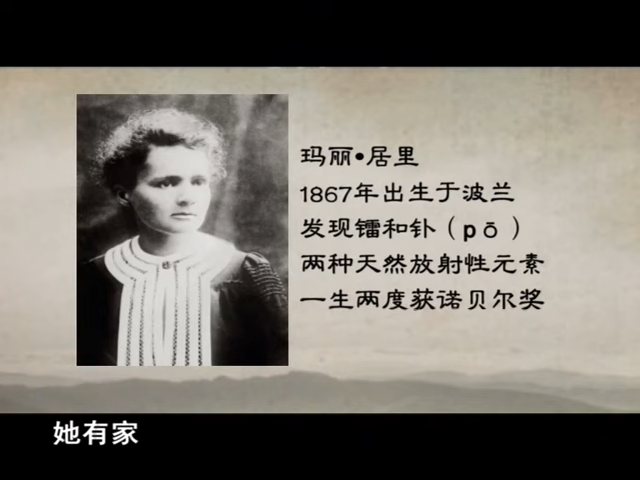 玛丽•居里
1867年出生于波兰
发现镭和钋（pō）
两种天然放射性元素
一生两度获诺贝尔奖
她有家